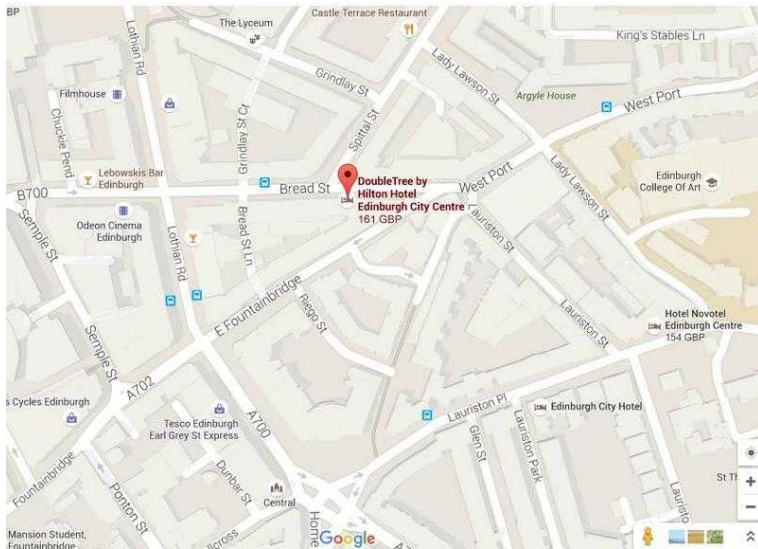 BP
The Lyceum
Castle Terrace Restaurant
King's Stables Ln
Lothian Rd
Grindlay St
Lady Lawson St
Argyle House
West Port
Filmhouse
Chuckie Pend
Grindlay St Ct
Spittal St
Lebowskis Bar
Edinburgh
B700
Bread St
DoubleTree by
Hilton Hotel
Edinburgh City Centre
161 GBP
West Port
Lady Lawson St
Edinburgh
College Of Art
Semple St
Odeon Cinema
Edinburgh
Lothian Rd
Bread St Ln
Lauriston St
E Fountainbridge
Riego St
Lauriston St
Hotel Novotel
Edinburgh Centre
154 GBP
Semple St
A702
s Cycles Edinburgh
Tesco Edinburgh
Earl Grey St Express
A700
Lauriston Pl
Edinburgh City Hotel
Glen St
Lauriston Park
Lauriston
Fountainbridge
Ponton St
Dunbar St
Central
St Th
Mansion Student,
Fountainbridge
llcross
Home
Google